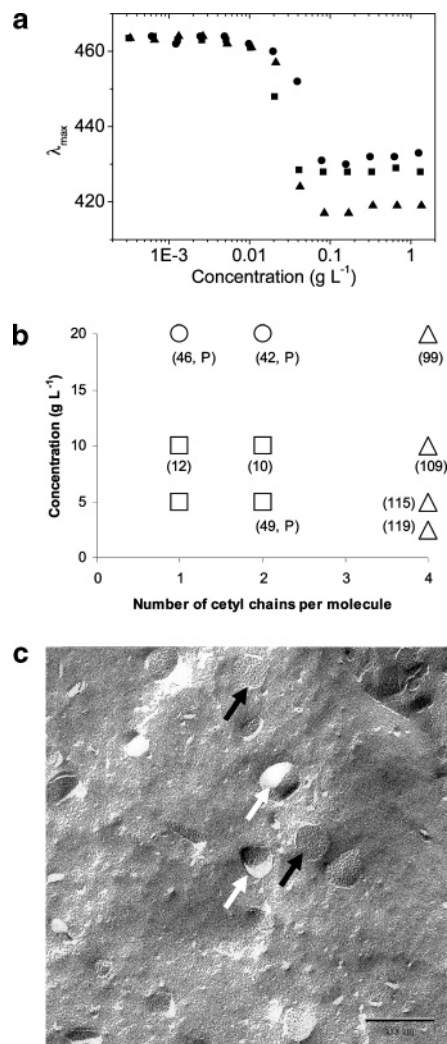 a
460
440
420
λmax
1E-3 0.01 0.1 1
Concentration (g L-1)
b
20
15
10
5
0
Concentration (g L-1)
(46, P) (42, P) (99)
(12) (10) (109)
(49, P) (115)
(119)
0 1 2 3 4
Number of cetyl chains per molecule
c